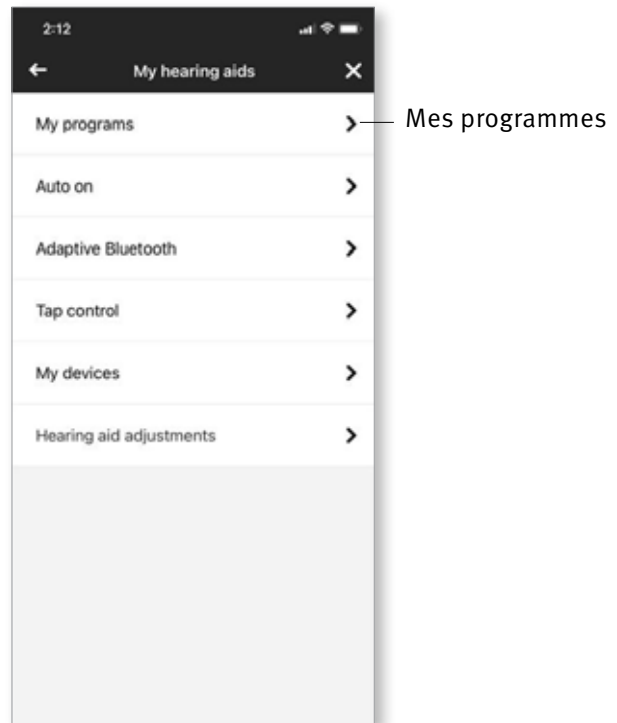 2:12
My hearing aids
My programs
Mes programmes
Auto on
Adaptive Bluetooth
Tap control
My devices
Hearing aid adjustments